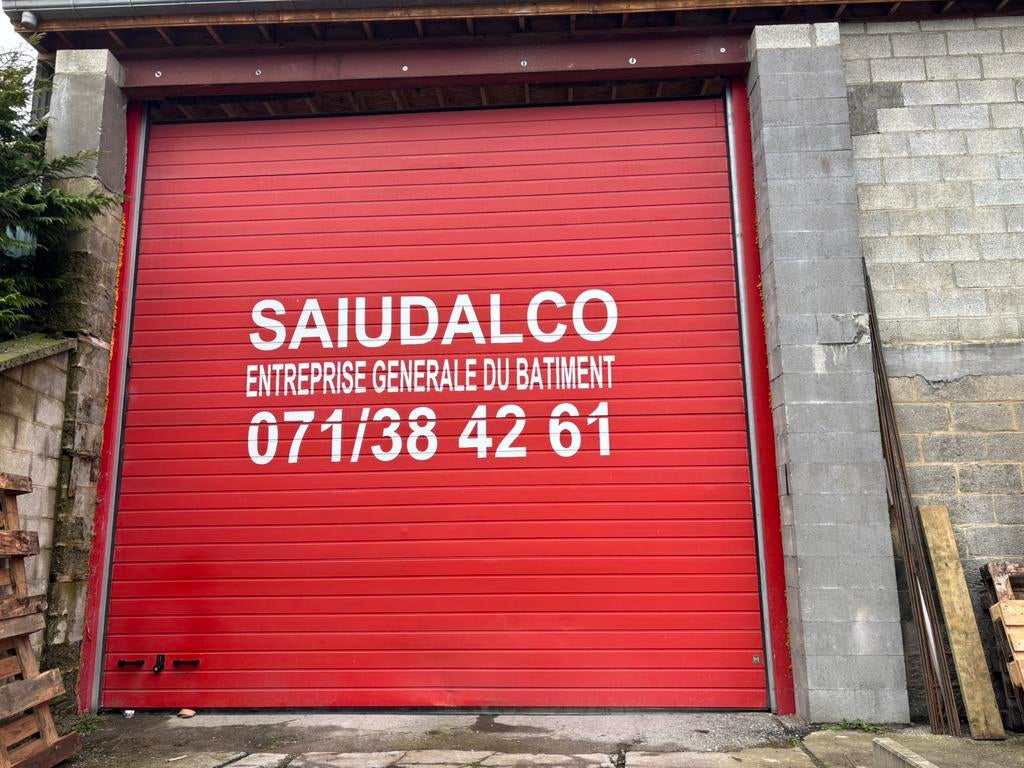 SAIUDALCO
ENTREPRISE GENERALE DU BATIMENT
071/38 42 61